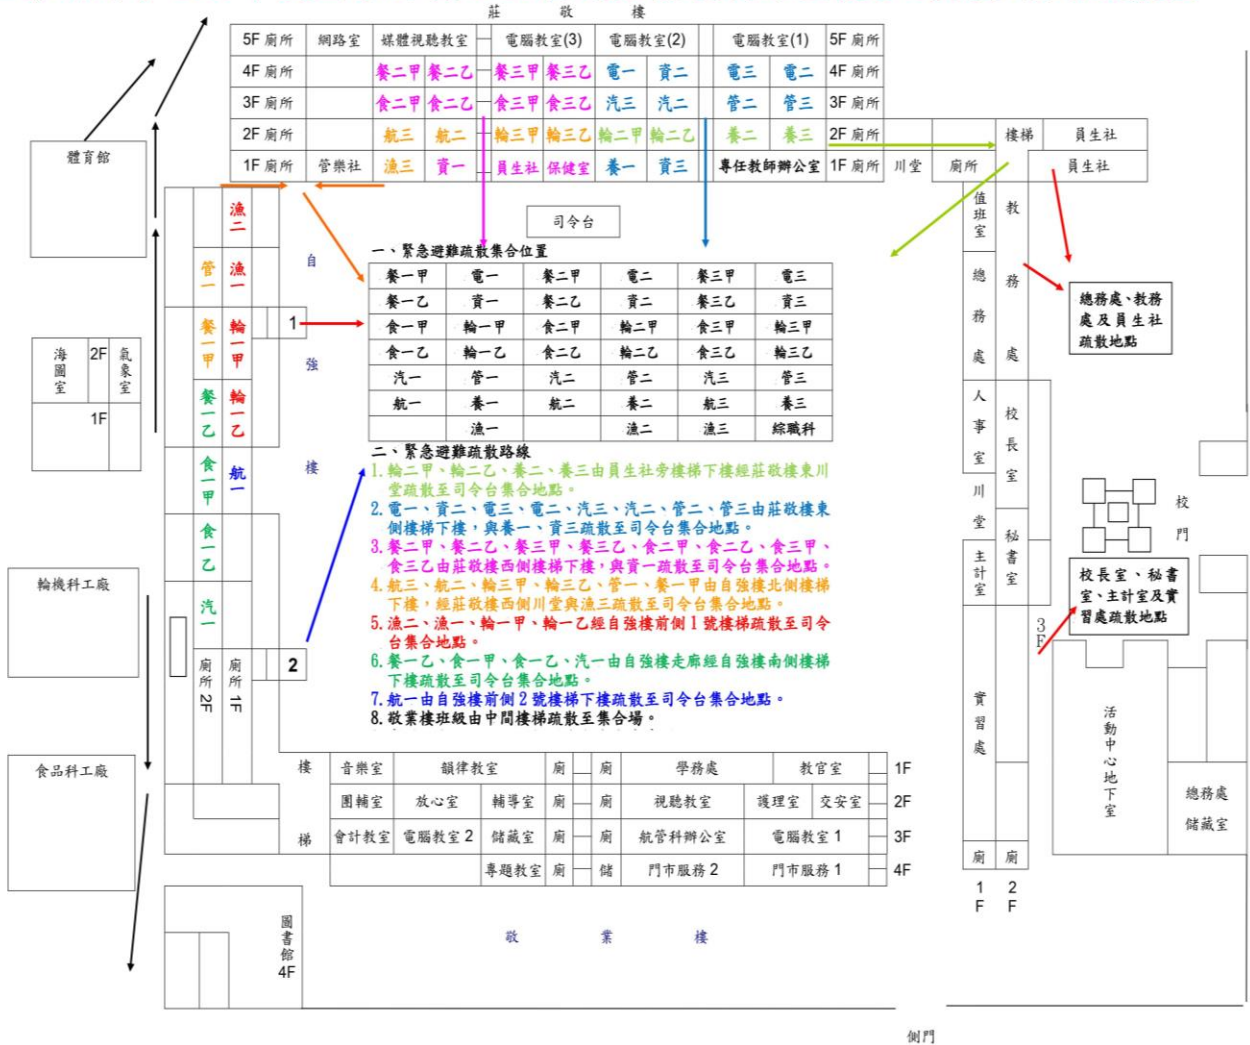 莊 敬 樓
5F 廁所 網路室 媒體視聽教室 電腦教室(3) 電腦教室(2) 電腦教室(1) 5F 廁所
4F 廁所 餐二甲 餐二乙 餐三甲 餐三乙 電一 資二 電三 電二 4F 廁所
3F 廁所 食二甲 食二乙 食三甲 食三乙 汽三 汽二 管二 管三 3F 廁所
2F 廁所 航三 航二 輪三甲 輪三乙 輪二甲 輪二乙 養二 養三 2F 廁所 樓梯 員生社
1F 廁所 管樂社 漁三 資一 員生社 保健室 養一 資三 專任教師辦公室 1F 廁所 川堂 廁所 員生社
體育館
司令台
漁二
管一 漁一
餐一甲 輪一甲
餐一乙 輪一乙
食一甲 航一
食一乙
汽一
廁所 2F
廁所 1F
1
2
自 強 樓
海圖室 2F 氣象室
1F
輪機科工廠
食品科工廠
一、緊急避難疏散集合位置
餐一甲 電一 餐二甲 電二 餐三甲 電三
餐一乙 資一 餐二乙 資二 餐三乙 資三
食一甲 輪一甲 食二甲 輪二甲 食三甲 輪三甲
食一乙 輪一乙 食二乙 輪二乙 食三乙 輪三乙
汽一 管一 汽二 管二 汽三 管三
航一 養一 航二 養二 航三 養三
漁一 漁二 漁三 綜職科
二、緊急避難疏散路線
1.輪二甲、輪二乙、養二、養三由員生社旁樓梯下樓經莊敬樓東川
堂疏散至司令台集合地點。
2.電一、資二、電三、電二、汽三、汽二、管二、管三由莊敬樓東
側樓梯下樓，與養一、資三疏散至司令台集合地點。
3.餐二甲、餐二乙、餐三甲、餐三乙、食二甲、食二乙、食三甲、
食三乙由莊敬樓西側樓梯下樓，與資一疏散至司令台集合地點。
4.航三、航二、輪三甲、輪三乙、管一、餐一甲由自強樓北側樓梯
下樓，經莊敬樓西側川堂與漁三疏散至司令台集合地點。
5.漁二、漁一、輪一甲、輪一乙經自強樓前側1號樓梯疏散至司令
台集合地點。
6.餐一乙、食一甲、食一乙、汽一由自強樓走廊經自強樓南側樓梯
下樓疏散至司令台集合地點。
7.航一由自強樓前側2號樓梯下樓疏散至司令台集合地點。
8.敬業樓班級由中間樓梯疏散至集合場。
值班室 教務處
總務處
人事室 校長室
川堂
主計室 秘書室
3F
實習處
廁 廁
1F 2F
總務處、教務
處及員生社
疏散地點
校門
校長室、秘書
室、主計室及實
習處疏散地點
活動中心地下室
總務處
儲藏室
樓梯
音樂室 韻律教室 廁 廁 學務處 教官室 1F
團輔室 放心室 輔導室 廁 廁 視聽教室 護理室 交安室 2F
會計教室 電腦教室2 儲藏室 廁 廁 航管科辦公室 電腦教室1 3F
專題教室 廁 儲 門市服務2 門市服務1 4F
圖書館 4F
敬 業 樓
側門